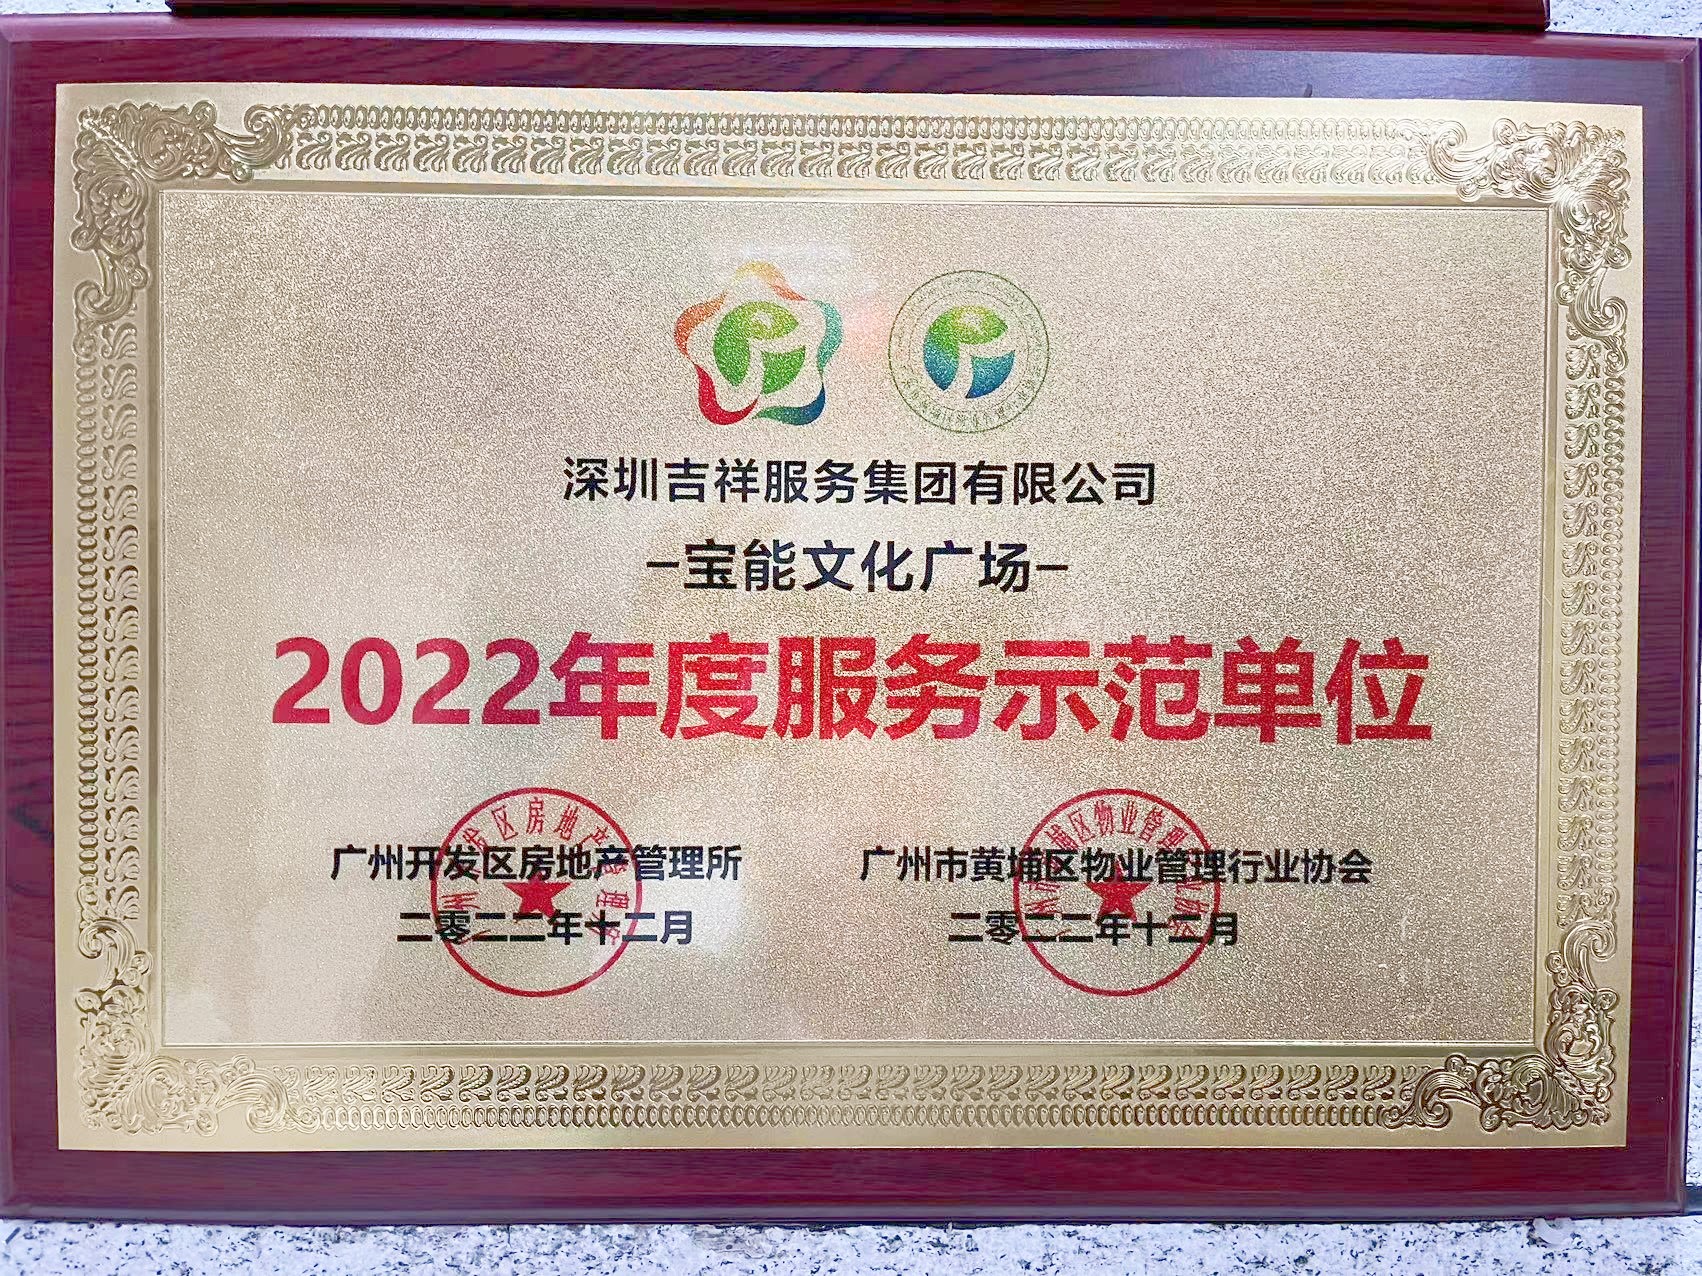 深圳吉祥服务集团有限公司
–宝能文化广场–
2022年度服务示范单位
广州开发区房地产管理所
二零二二年十二月
广州市黄埔区物业管理行业协会
二零二二年十二月